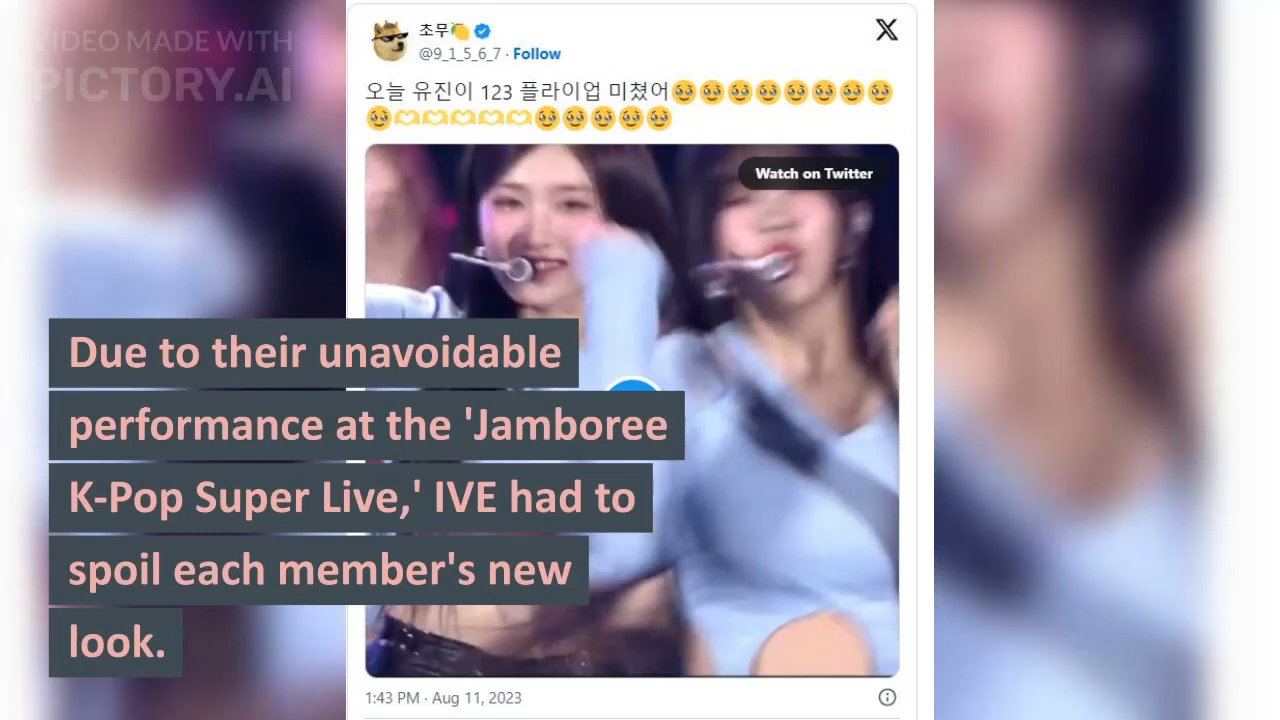 VIDEO MADE WITH
PICTORY.AI
초무🍋
@9_1_5_6_7 · Follow
X
오늘 유진이 123 플라이업 미쳤어🥹🥹🥹🥹🥹🥹🥹🥹
🥹🫶🫶🫶🫶🫶🥹🥹🥹🥹🥹
Watch on Twitter
Due to their unavoidable
performance at the 'Jamboree
K-Pop Super Live,' IVE had to
spoil each member's new
look.
1:43 PM · Aug 11, 2023